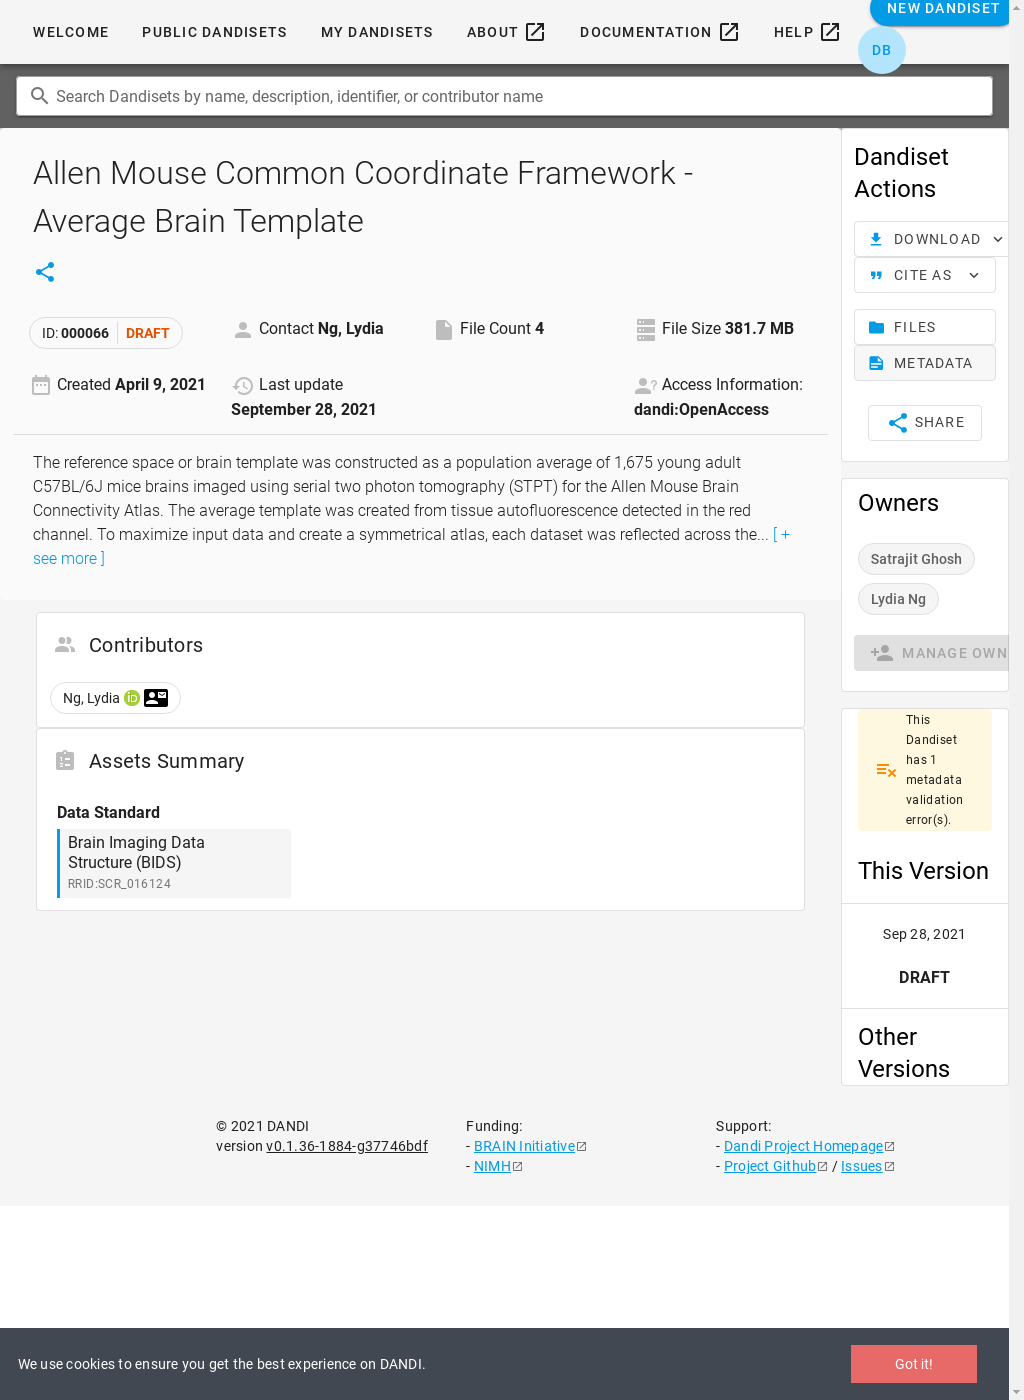 WELCOME PUBLIC DANDISETS MY DANDISETS ABOUT DOCUMENTATION HELP NEW DANDISET
DB
Search Dandisets by name, description, identifier, or contributor name
Allen Mouse Common Coordinate Framework -
Average Brain Template
ID: 000066 DRAFT
Contact Ng, Lydia
File Count 4
File Size 381.7 MB
Created April 9, 2021
Last update
September 28, 2021
Access Information:
dandi:OpenAccess
The reference space or brain template was constructed as a population average of 1,675 young adult
C57BL/6J mice brains imaged using serial two photon tomography (STPT) for the Allen Mouse Brain
Connectivity Atlas. The average template was created from tissue autofluorescence detected in the red
channel. To maximize input data and create a symmetrical atlas, each dataset was reflected across the... [ +
see more ]
Contributors
Ng, Lydia
Assets Summary
Data Standard
Brain Imaging Data
Structure (BIDS)
RRID:SCR_016124
Dandiset
Actions
DOWNLOAD
CITE AS
FILES
METADATA
SHARE
Owners
Satrajit Ghosh
Lydia Ng
MANAGE OWN
This
Dandiset
has 1
metadata
validation
error(s).
This Version
Sep 28, 2021
DRAFT
Other
Versions
© 2021 DANDI
version v0.1.36-1884-g37746bdf
Funding:
- BRAIN Initiative
- NIMH
Support:
- Dandi Project Homepage
- Project Github / Issues
We use cookies to ensure you get the best experience on DANDI.
Got it!